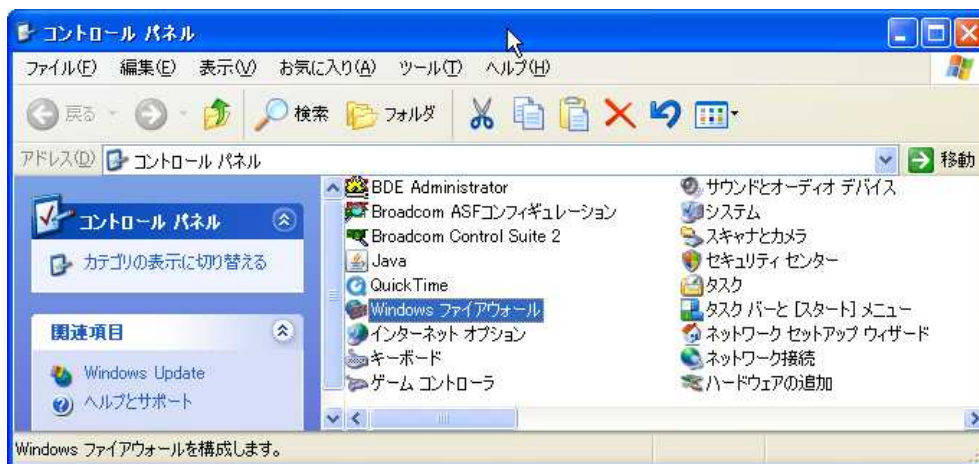 コントロール パネル
ファイル(F) 編集(E) 表示(V) お気に入り(A) ツール(T) ヘルプ(H)
戻る 検索 フォルダ
アドレス(D) コントロール パネル 移動
コントロール パネル
カテゴリの表示に切り替える
関連項目
Windows Update
ヘルプとサポート
BDE Administrator
Broadcom ASFコンフィギュレーション
Broadcom Control Suite 2
Java
QuickTime
Windows ファイアウォール
インターネット オプション
キーボード
ゲーム コントローラ
サウンドとオーディオ デバイス
システム
スキャナとカメラ
セキュリティ センター
タスク
タスク バーと [スタート] メニュー
ネットワーク セットアップ ウィザード
ネットワーク接続
ハードウェアの追加
Windows ファイアウォールを構成します。